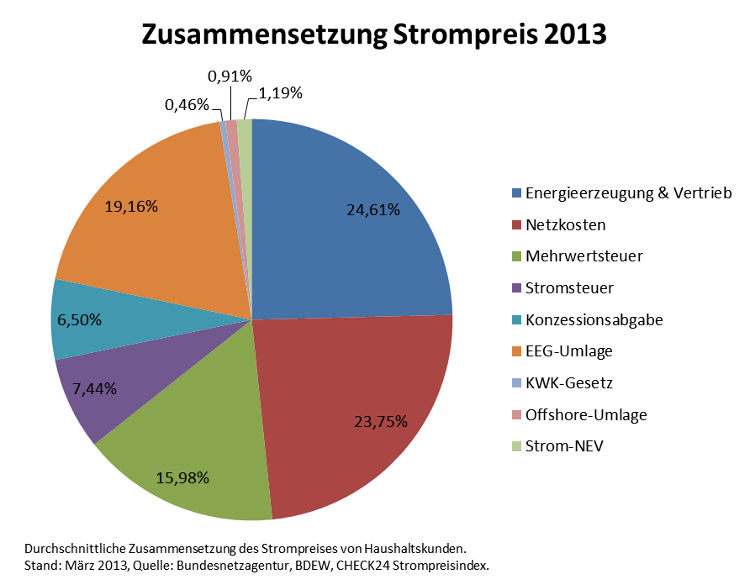 Zusammensetzung Strompreis 2013
0,91%
0,46%
1,19%
19,16%
24,61%
6,50%
7,44%
15,98%
23,75%
Energieerzeugung & Vertrieb
Netzkosten
Mehrwertsteuer
Stromsteuer
Konzessionsabgabe
EEG-Umlage
KWK-Gesetz
Offshore-Umlage
Strom-NEV
Durchschnittliche Zusammensetzung des Strompreises von Haushaltskunden.
Stand: März 2013, Quelle: Bundesnetzagentur, BDEW, CHECK24 Strompreisindex.